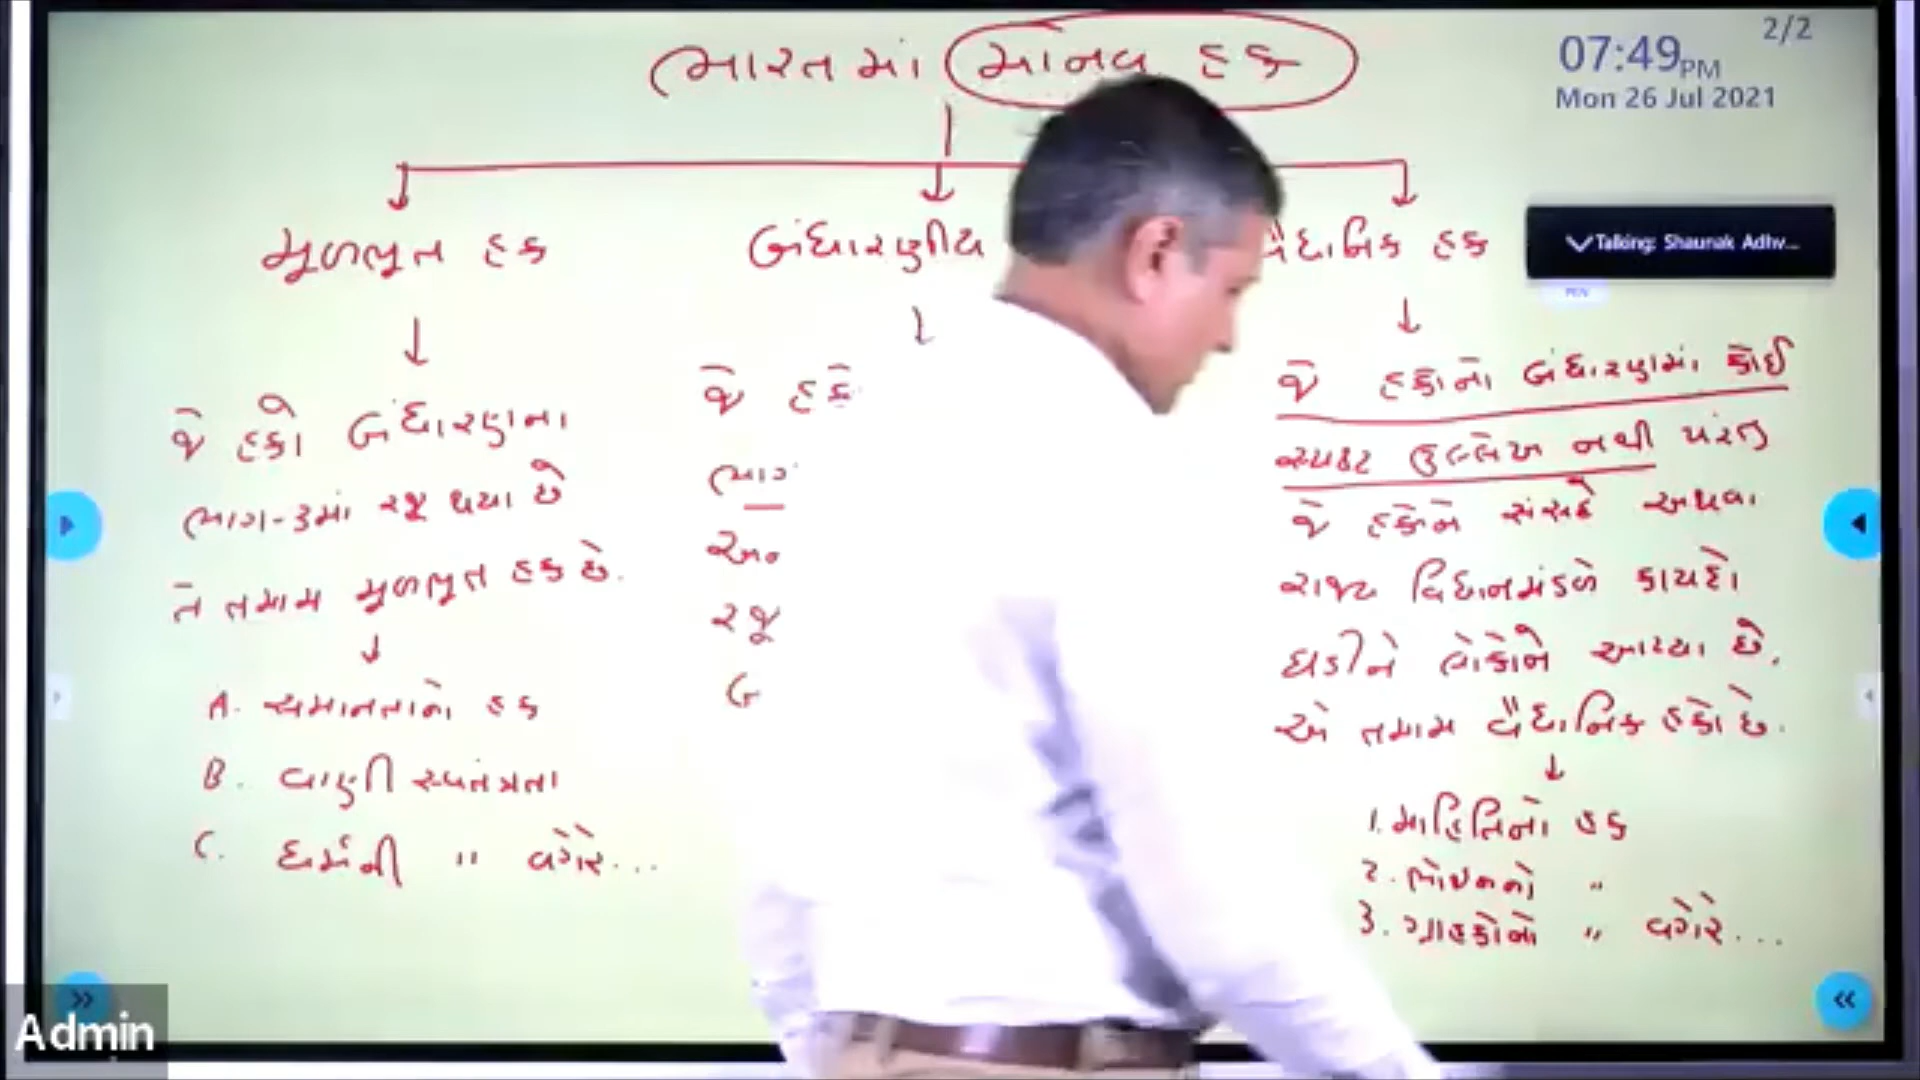 ભારતમાં માનવ હક
2/2
07:49PM
Mon 26 Jul 2021
Talking: Shaunak Adhv...
PEN
મૂળભૂત હક
જે હકો બંધારણના
ભાગ-૩માં રજૂ થયા છે
તે તમામ મૂળભૂત હક છે.
A. સમાનતાનો હક
B. વાણી સ્વતંત્રતા
C. ધર્મની " વગેરે...
બંધારણીય
જે
રજૂ
વૈધાનિક હક
જે હકોનો બંધારણમાં કોઈ
સ્પષ્ટ ઉલ્લેખ નથી પરંતુ
જે હકોને સંસદે અથવા
રાજ્ય વિધાનમંડળે કાયદો
ઘડીને લોકોને આપ્યા છે.
એ તમામ વૈધાનિક હકો છે.
1. માહિતિનો હક
2. ભોજનનો "
3. ગ્રાહકોનો " વગેરે...
Admin